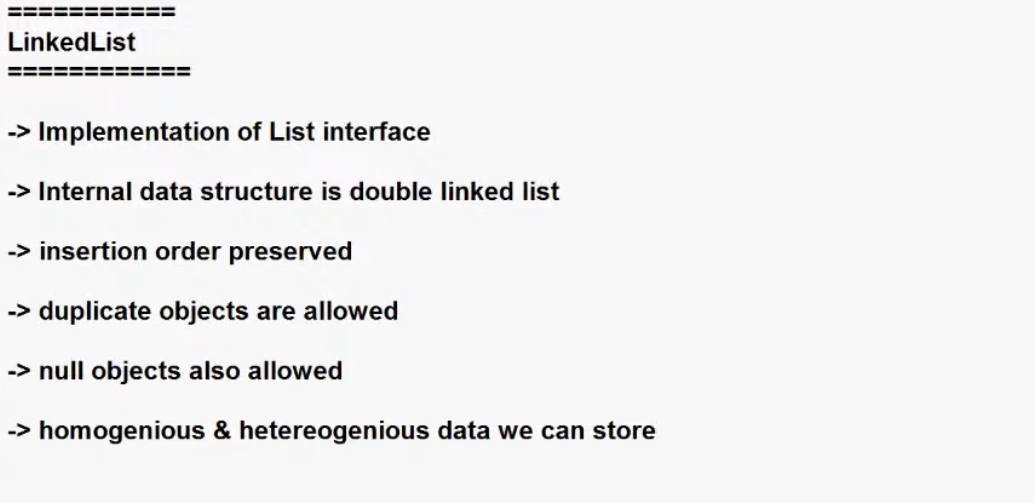 ===========
LinkedList
============
-> Implementation of List interface
-> Internal data structure is double linked list
-> insertion order preserved
-> duplicate objects are allowed
-> null objects also allowed
-> homogenious & hetereogenious data we can store